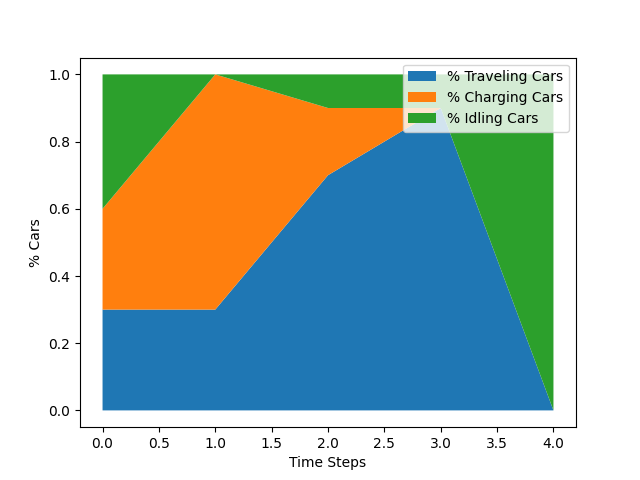 % Traveling Cars
% Charging Cars
% Idling Cars
1.0
0.8
0.6
0.4
0.2
0.0
% Cars
0.0 0.5 1.0 1.5 2.0 2.5 3.0 3.5 4.0
Time Steps